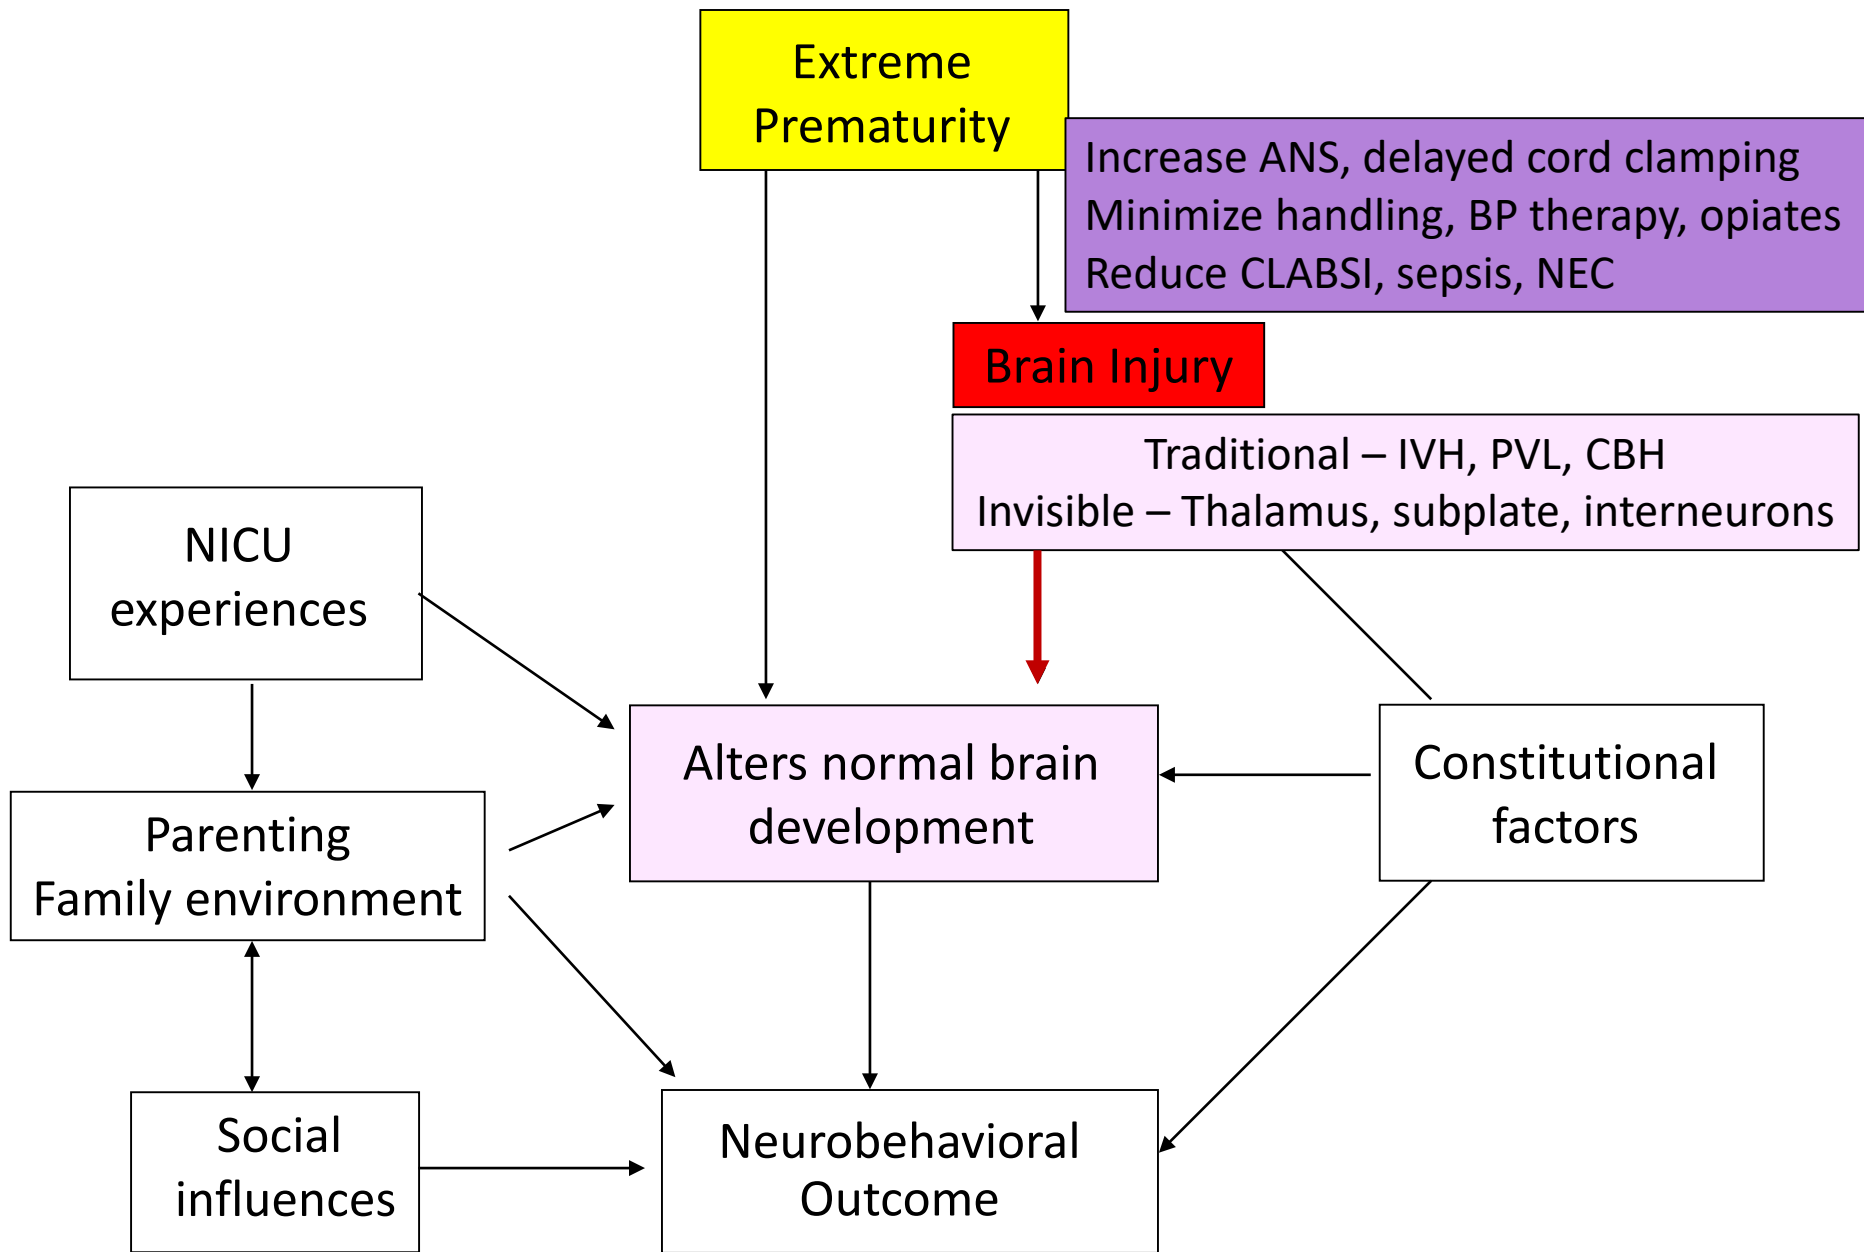 Extreme
Prematurity
Increase ANS, delayed cord clamping
Minimize handling, BP therapy, opiates
Reduce CLABSI, sepsis, NEC
Brain Injury
Traditional – IVH, PVL, CBH
Invisible – Thalamus, subplate, interneurons
NICU
experiences
Alters normal brain
development
Constitutional
factors
Parenting
Family environment
Social
influences
Neurobehavioral
Outcome